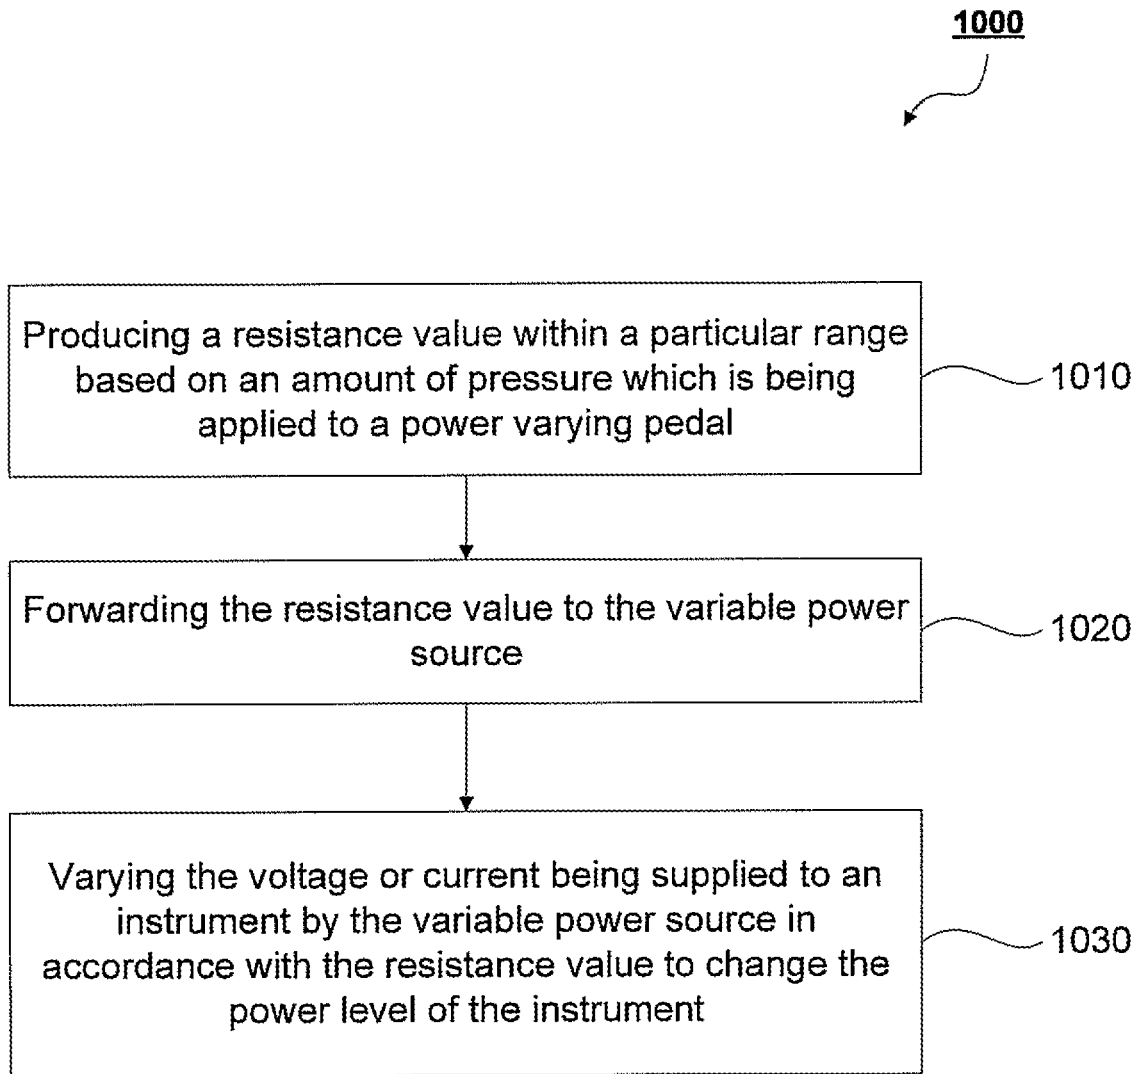 1000
Producing a resistance value within a particular range
based on an amount of pressure which is being
applied to a power varying pedal
1010
Forwarding the resistance value to the variable power
source
1020
Varying the voltage or current being supplied to an
instrument by the variable power source in
accordance with the resistance value to change the
power level of the instrument
1030